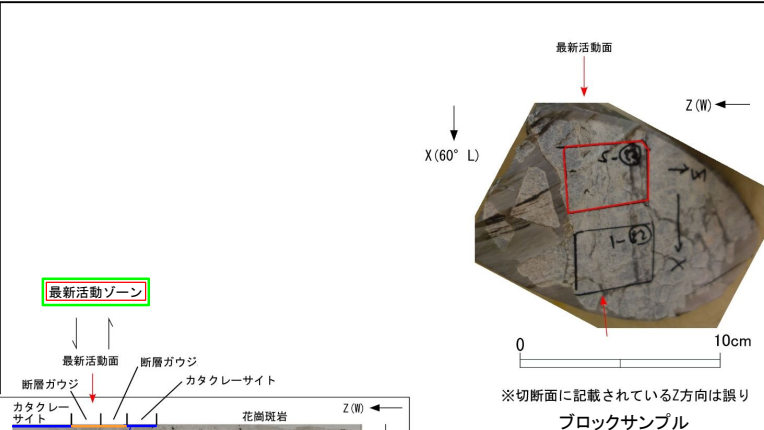 最新活動面
Z(W)
X(60° L)
㉝-2
Z
㉝-1
X
最新活動ゾーン
0
10cm
最新活動面
断層ガウジ
断層ガウジ
カタクレーサイト
※切断面に記載されているZ方向は誤り
カタクレー
サイト
花崗斑岩
Z(W)
ブロックサンプル